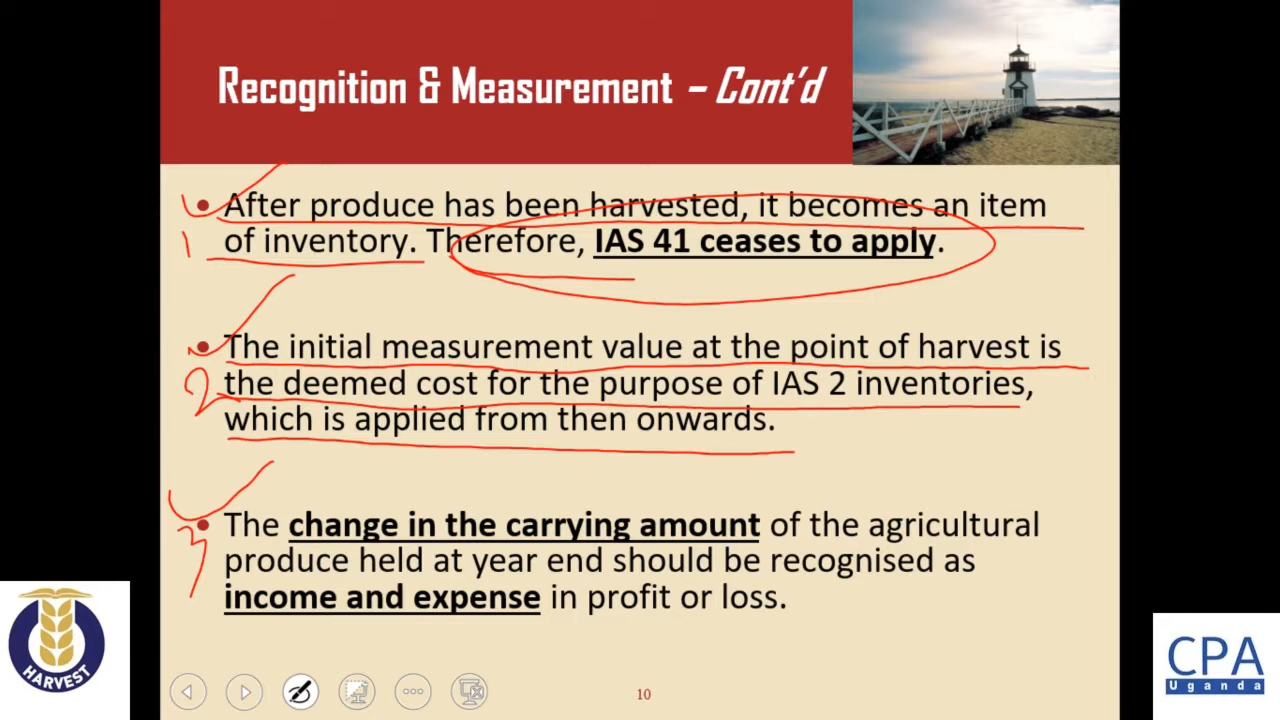 Recognition & Measurement – Cont'd
• After produce has been harvested, it becomes an item
1
of inventory. Therefore, IAS 41 ceases to apply.
• The initial measurement value at the point of harvest is
2
the deemed cost for the purpose of IAS 2 inventories,
which is applied from then onwards.
• The change in the carrying amount of the agricultural
3
produce held at year end should be recognised as
income and expense in profit or loss.
HARVEST
10
CPA
Uganda